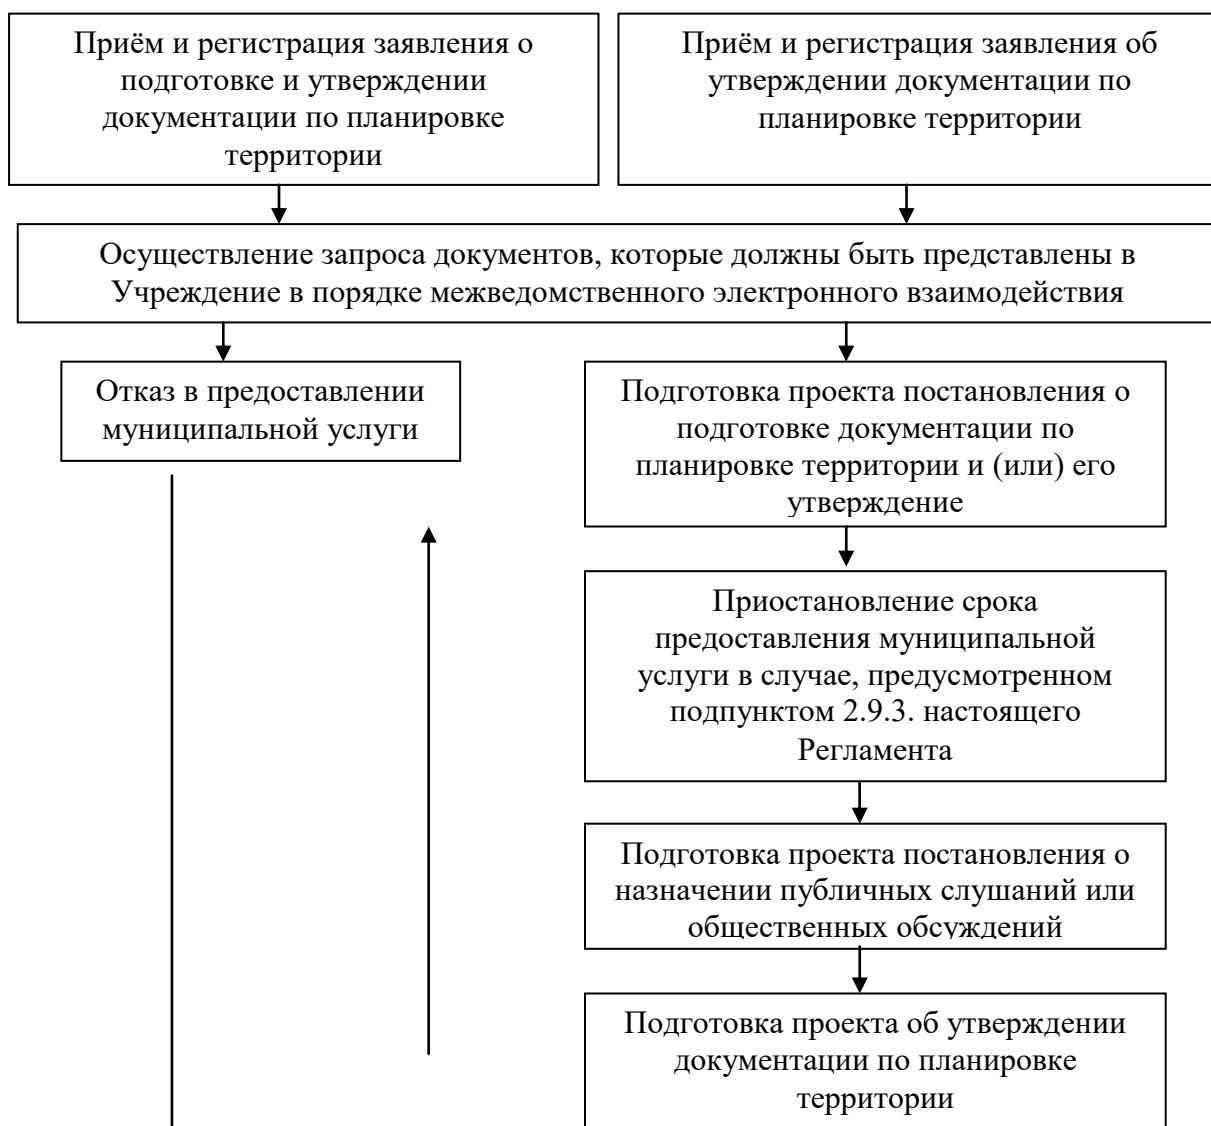 Приём и регистрация заявления о
подготовке и утверждении
документации по планировке
территории
Приём и регистрация заявления об
утверждении документации по
планировке территории
Осуществление запроса документов, которые должны быть представлены в
Учреждение в порядке межведомственного электронного взаимодействия
Отказ в предоставлении
муниципальной услуги
Подготовка проекта постановления о
подготовке документации по
планировке территории и (или) его
утверждение
Приостановление срока
предоставления муниципальной
услуги в случае, предусмотренном
подпунктом 2.9.3. настоящего
Регламента
Подготовка проекта постановления о
назначении публичных слушаний или
общественных обсуждений
Подготовка проекта об утверждении
документации по планировке
территории